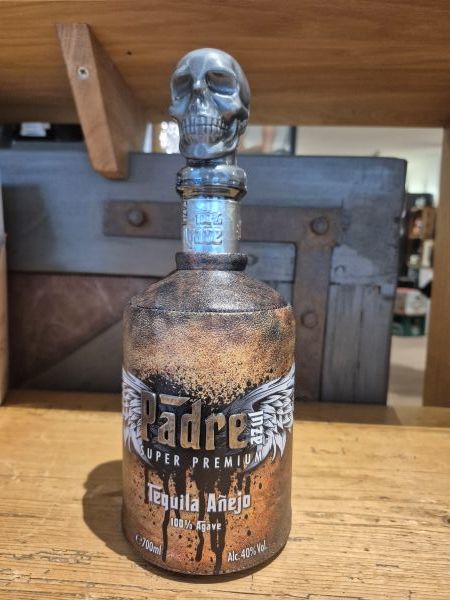 Padre
Azul
SUPER PREMIUM
Tequila Añejo
100% Agave
℮700ml
Alc. 40% Vol.